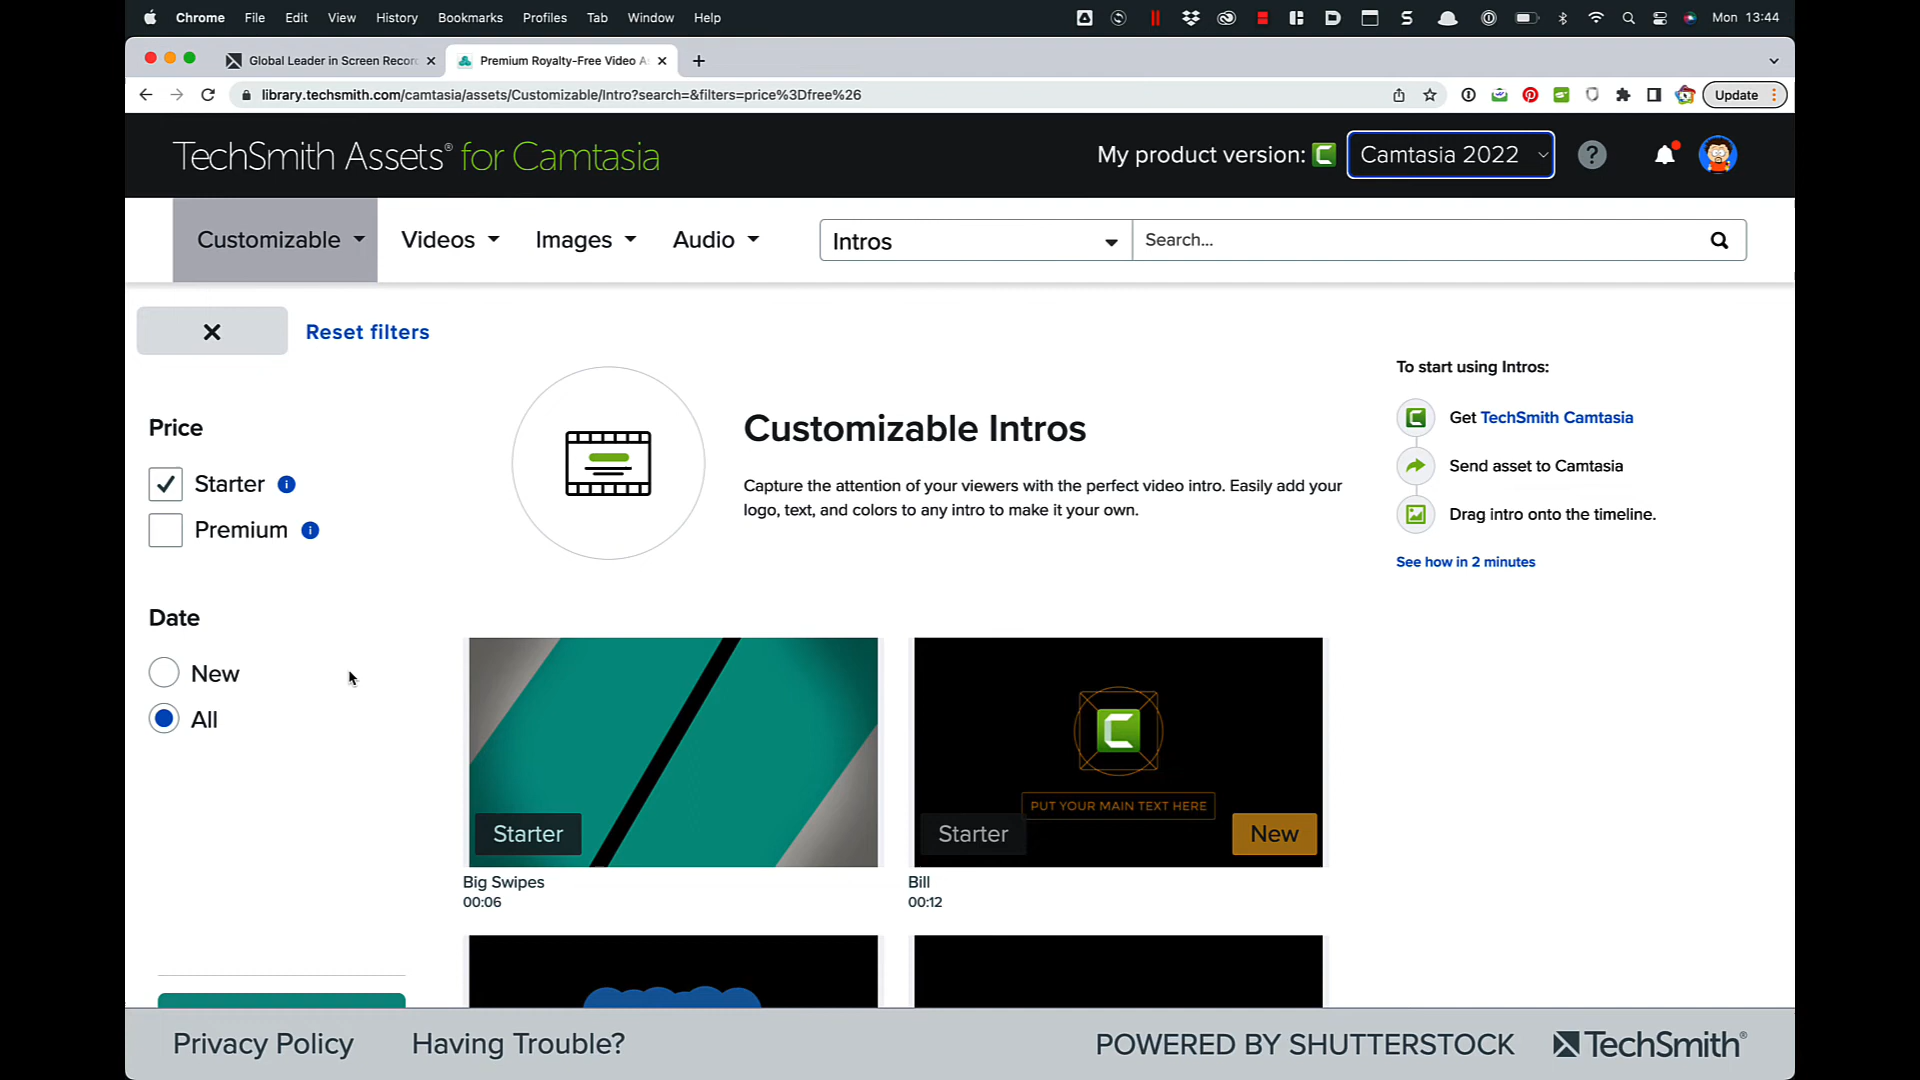 Chrome File Edit View History Bookmarks Profiles Tab Window Help Mon 13:44
Global Leader in Screen Recor Premium Royalty-Free Video A
library.techsmith.com/camtasia/assets/Customizable/Intro?search=&filters=price%3Dfree%26 Update
TechSmith Assets® for Camtasia My product version: Camtasia 2022 ?
Customizable Videos Images Audio Intros Search...
Reset filters
To start using Intros:
Get TechSmith Camtasia
Send asset to Camtasia
Drag intro onto the timeline.
See how in 2 minutes
Price
Starter
Premium
Date
New
All
Customizable Intros
Capture the attention of your viewers with the perfect video intro. Easily add your
logo, text, and colors to any intro to make it your own.
Starter
Big Swipes
00:06
PUT YOUR MAIN TEXT HERE
Starter New
Bill
00:12
Privacy Policy Having Trouble? POWERED BY SHUTTERSTOCK TechSmith®